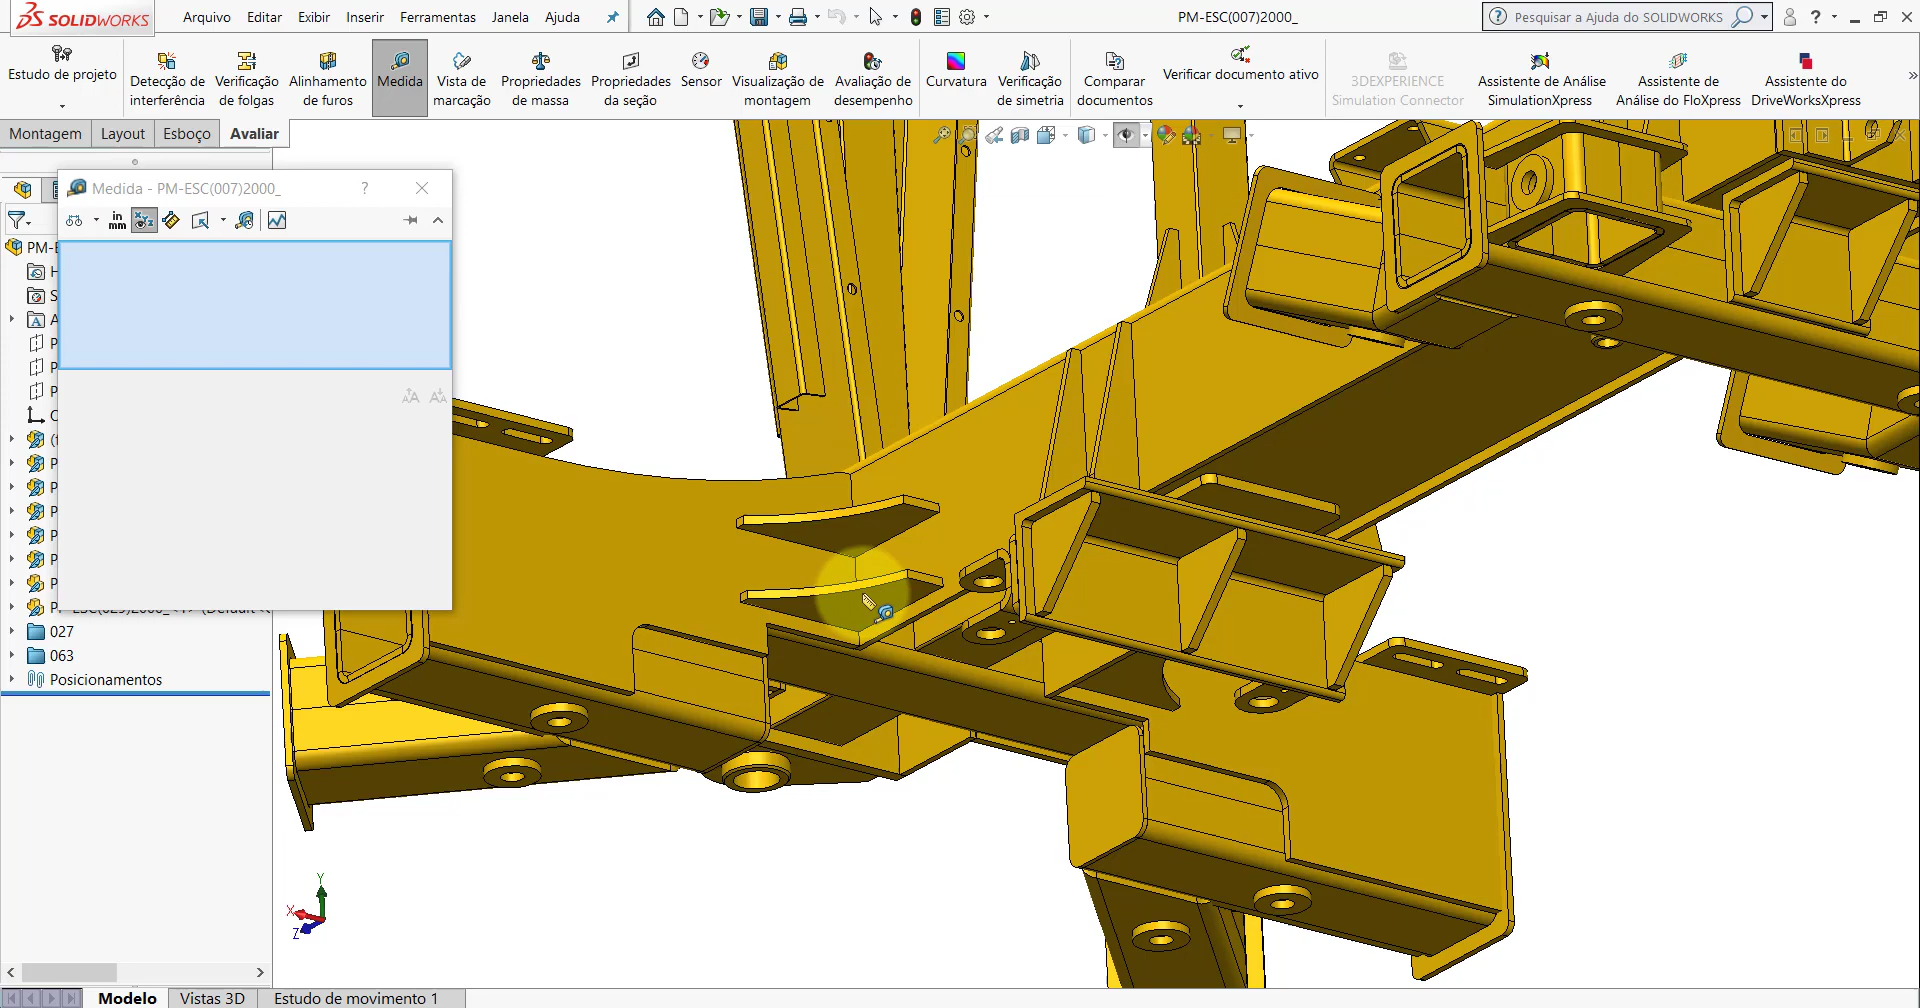 SOLIDWORKS
Arquivo Editar Exibir Inserir Ferramentas Janela Ajuda
PM-ESC(007)2000_
Pesquisar a Ajuda do SOLIDWORKS
Estudo de projeto
Detecção de interferência
Verificação de folgas
Alinhamento de furos
Medida
Vista de marcação
Propriedades de massa
Propriedades da seção
Sensor
Visualização de montagem
Avaliação de desempenho
Curvatura
Verificação de simetria
Comparar documentos
Verificar documento ativo
3DEXPERIENCE Simulation Connector
Assistente de Análise SimulationXpress
Assistente de Análise do FloXpress
Assistente do DriveWorksXpress
Montagem Layout Esboço Avaliar
Medida - PM-ESC(007)2000_ ?
in
mm
PM-E
H
S
A
P
P
P
O
(f
P
P
P
P
P
P
027
063
Posicionamentos
Y
X
Z
Modelo Vistas 3D Estudo de movimento 1